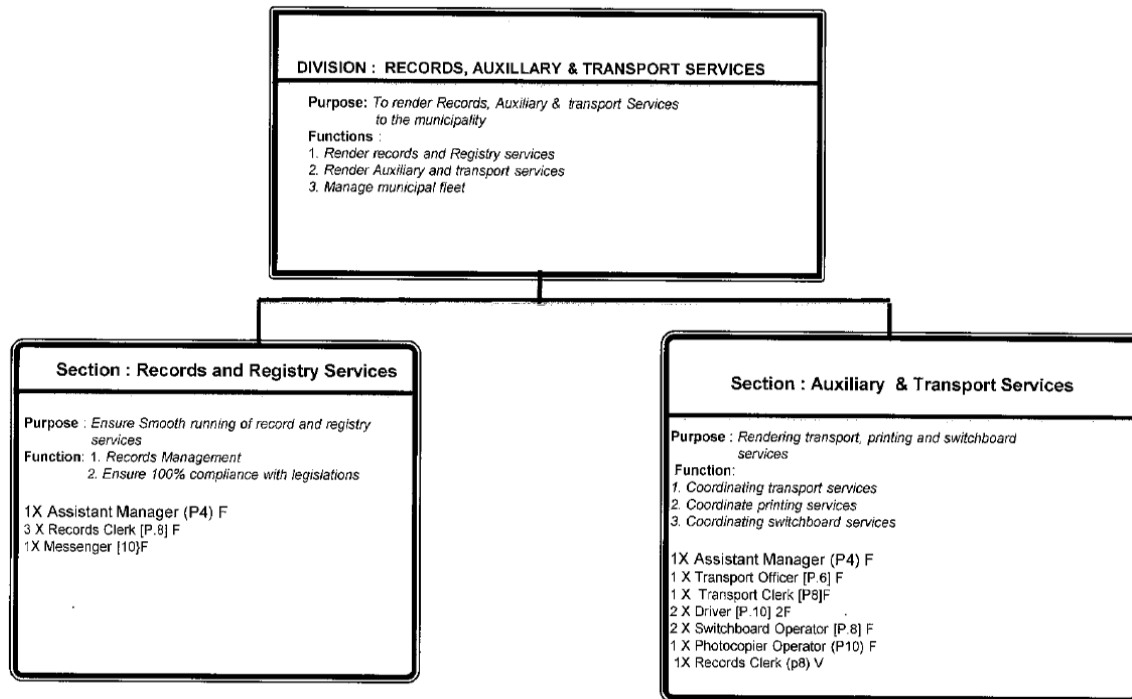 DIVISION : RECORDS, AUXILLARY & TRANSPORT SERVICES
Purpose: To render Records, Auxiliary & transport Services
to the municipality
Functions :
1. Render records and Registry services
2. Render Auxiliary and transport services
3. Manage municipal fleet
Section : Records and Registry Services
Purpose : Ensure Smooth running of record and registry
services
Function: 1. Records Management
2. Ensure 100% compliance with legislations
1X Assistant Manager (P4) F
3 X Records Clerk [P.8] F
1X Messenger [10}F
Section : Auxiliary & Transport Services
Purpose : Rendering transport, printing and switchboard
services
Function:
1. Coordinating transport services
2. Coordinate printing services
3. Coordinating switchboard services
1X Assistant Manager (P4) F
1 X Transport Officer [P.6] F
1 X Transport Clerk [P8]F
2 X Driver [P.10] 2F
2 X Switchboard Operator [P.8] F
1 X Photocopier Operator (P10) F
1X Records Clerk (p8) V